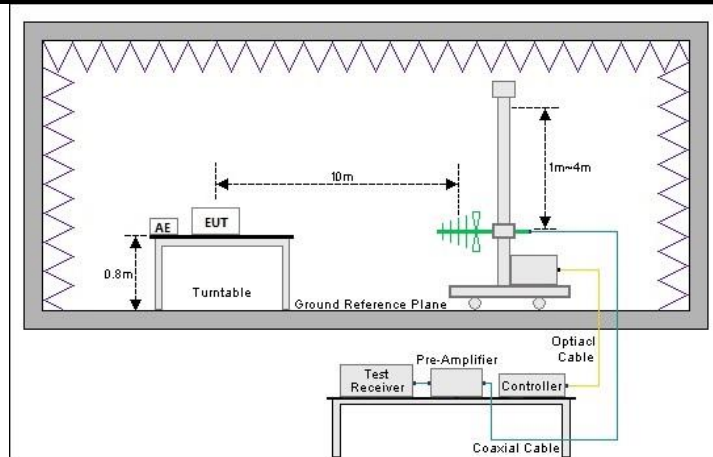 10m
1m~4m
AE
EUT
0.8m
Turntable
Ground Reference Plane
Optiacl
Cable
Pre-Amplifier
Test
Receiver
Controller
Coaxial Cable